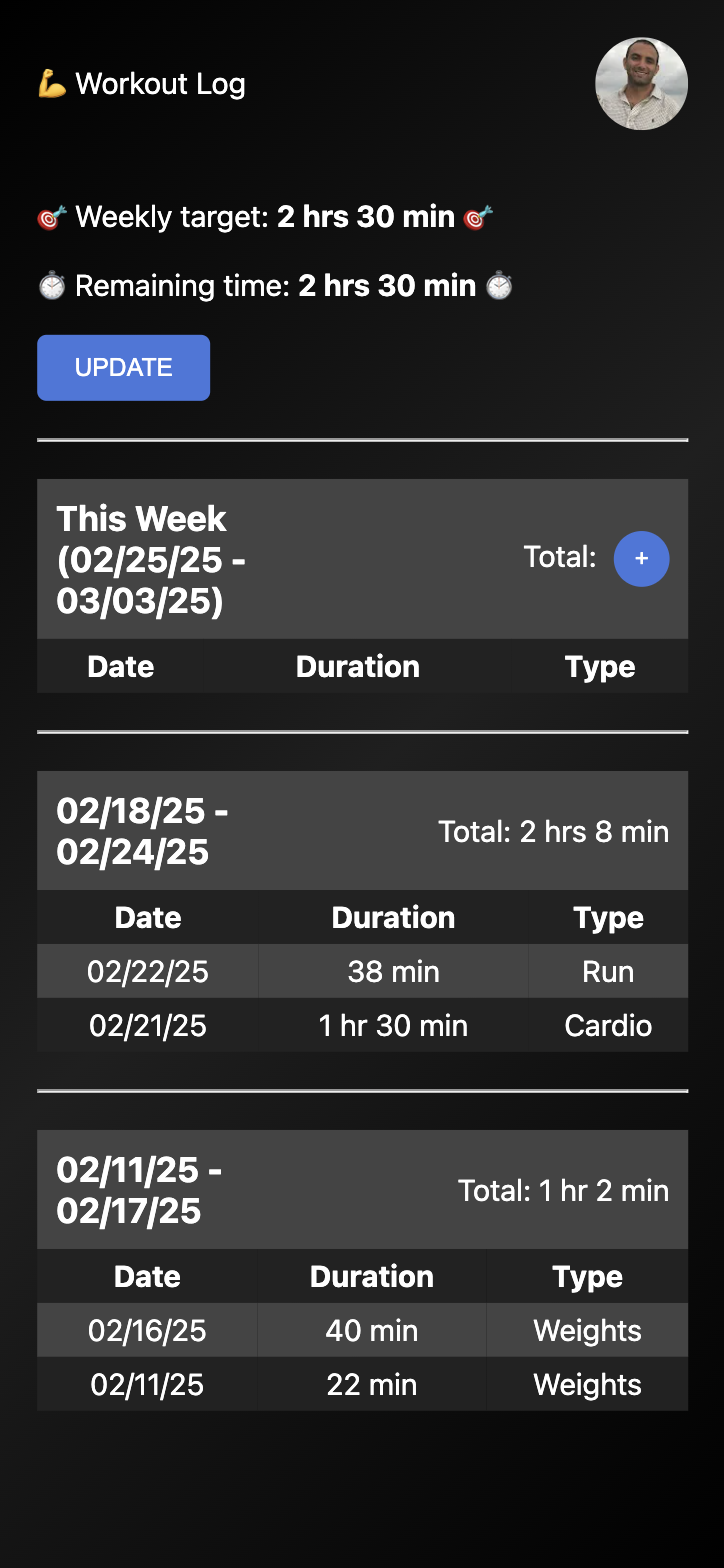 💪 Workout Log
🎯 Weekly target: 2 hrs 30 min 🎯
⏱️ Remaining time: 2 hrs 30 min ⏱️
UPDATE
This Week
(02/25/25 -
03/03/25)
Total: +
Date Duration Type
02/18/25 -
02/24/25
Total: 2 hrs 8 min
Date Duration Type
02/22/25 38 min Run
02/21/25 1 hr 30 min Cardio
02/11/25 -
02/17/25
Total: 1 hr 2 min
Date Duration Type
02/16/25 40 min Weights
02/11/25 22 min Weights